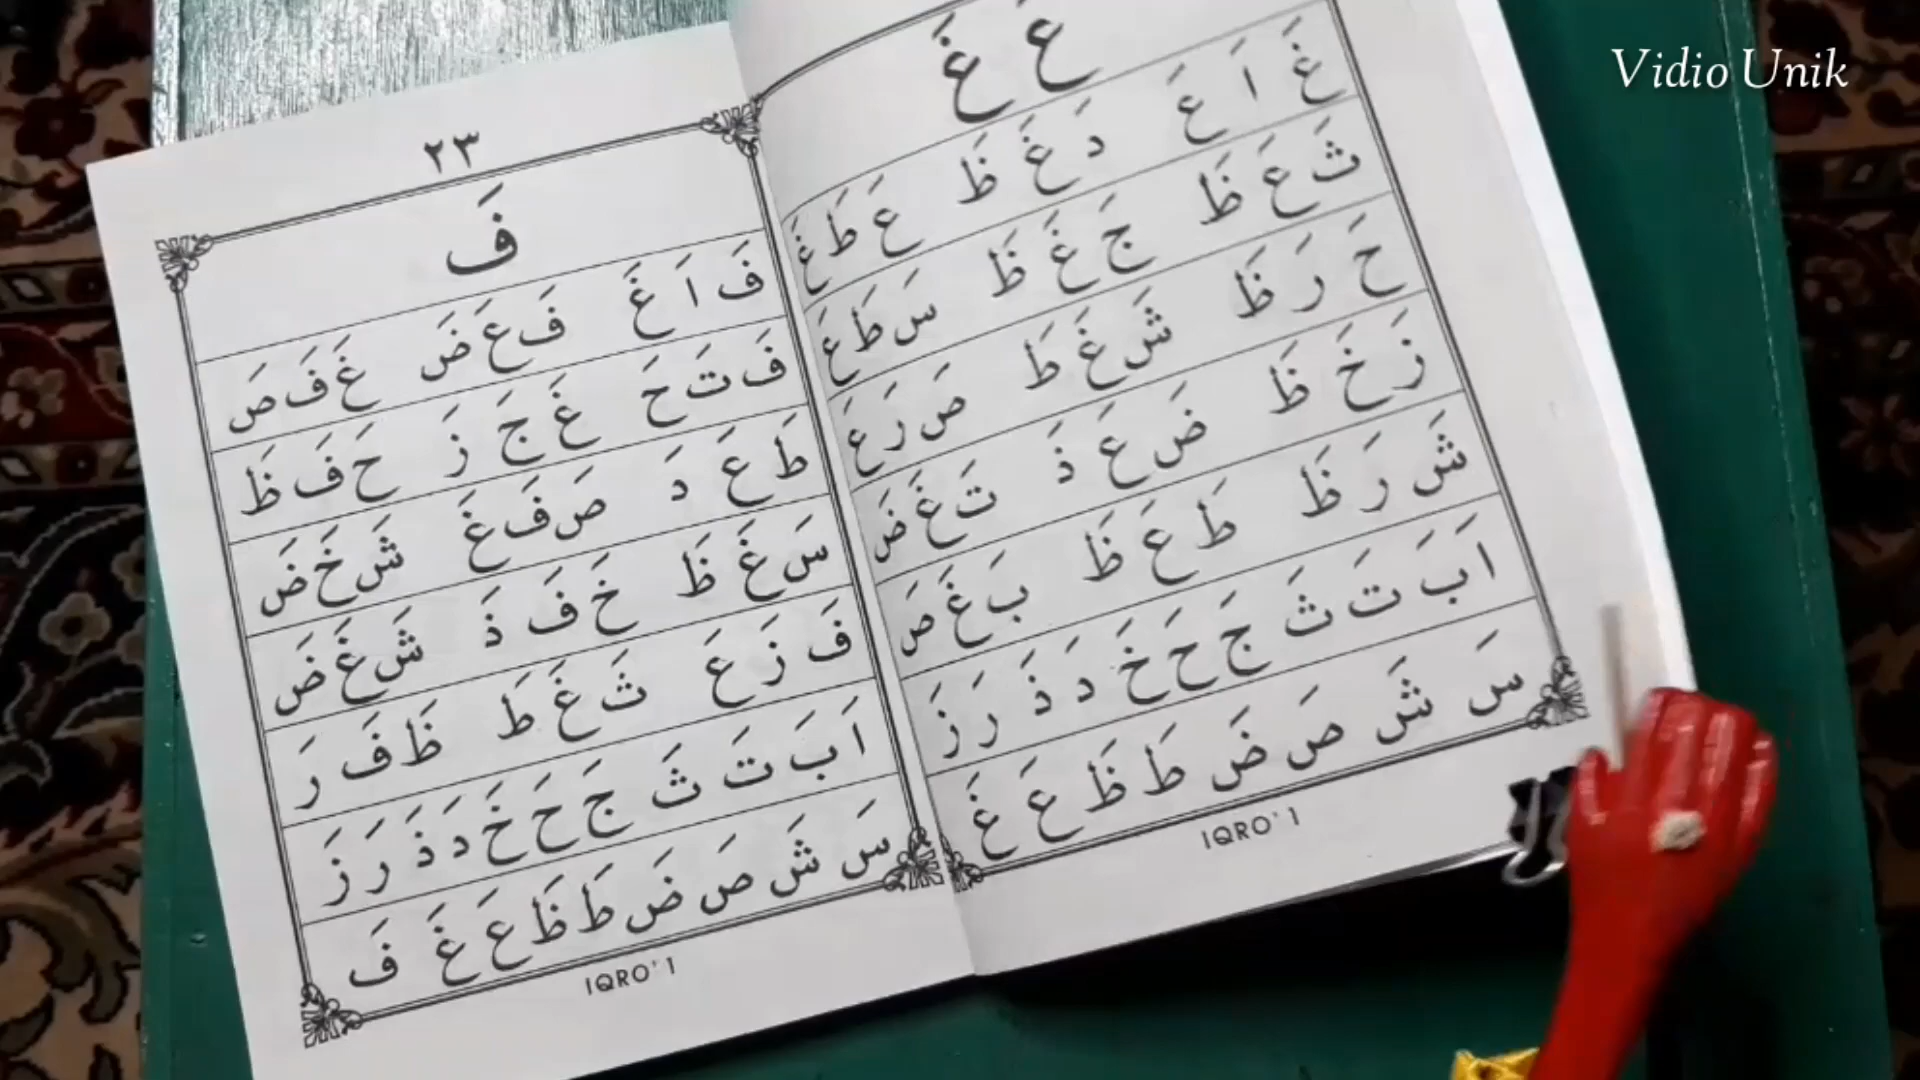 Vidio Unik
عَ غَ
غَ اَ عَ دَ غَ ظَ عَ طَ غَ
ثَ عَ ظَ جَ غَ ظَ سَ طَ عَ
حَ رَ ظَ شَ غَ طَ صَ رَ عَ
زَ خَ ظَ ضَ عَ ذَ تَ غَ ضَ
شَ رَ ظَ طَ عَ ظَ بَ غَ صَ
اَ بَ تَ ثَ جَ حَ خَ دَ ذَ رَ زَ
سَ شَ صَ ضَ طَ ظَ عَ غَ
IQRO' 1
٢٣
فَ
فَ اَ غَ فَ عَ ضَ غَ فَ صَ
فَ تَ حَ غَ جَ زَ حَ فَ ظَ
طَ عَ دَ صَ فَ غَ شَ خَ ضَ
سَ غَ ظَ خَ فَ ذَ شَ غَ ضَ
فَ زَ عَ ثَ غَ طَ ظَ فَ رَ
اَ بَ تَ ثَ جَ حَ خَ دَ ذَ رَ زَ
سَ شَ صَ ضَ طَ ظَ عَ غَ فَ
IQRO' 1